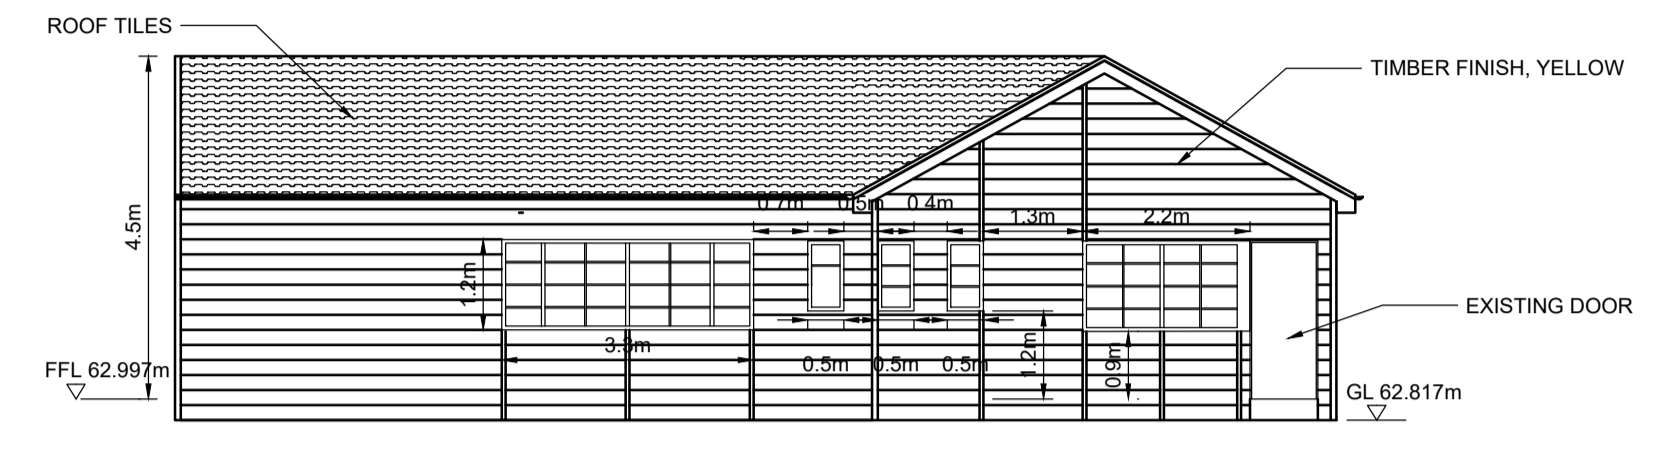 ROOF TILES
TIMBER FINISH, YELLOW
4.5m
0.7m
0.5m
0.4m
1.3m
2.2m
1.2m
EXISTING DOOR
3.3m
0.5m
0.5m
0.5m
1.2m
0.9m
FFL 62.997m
GL 62.817m